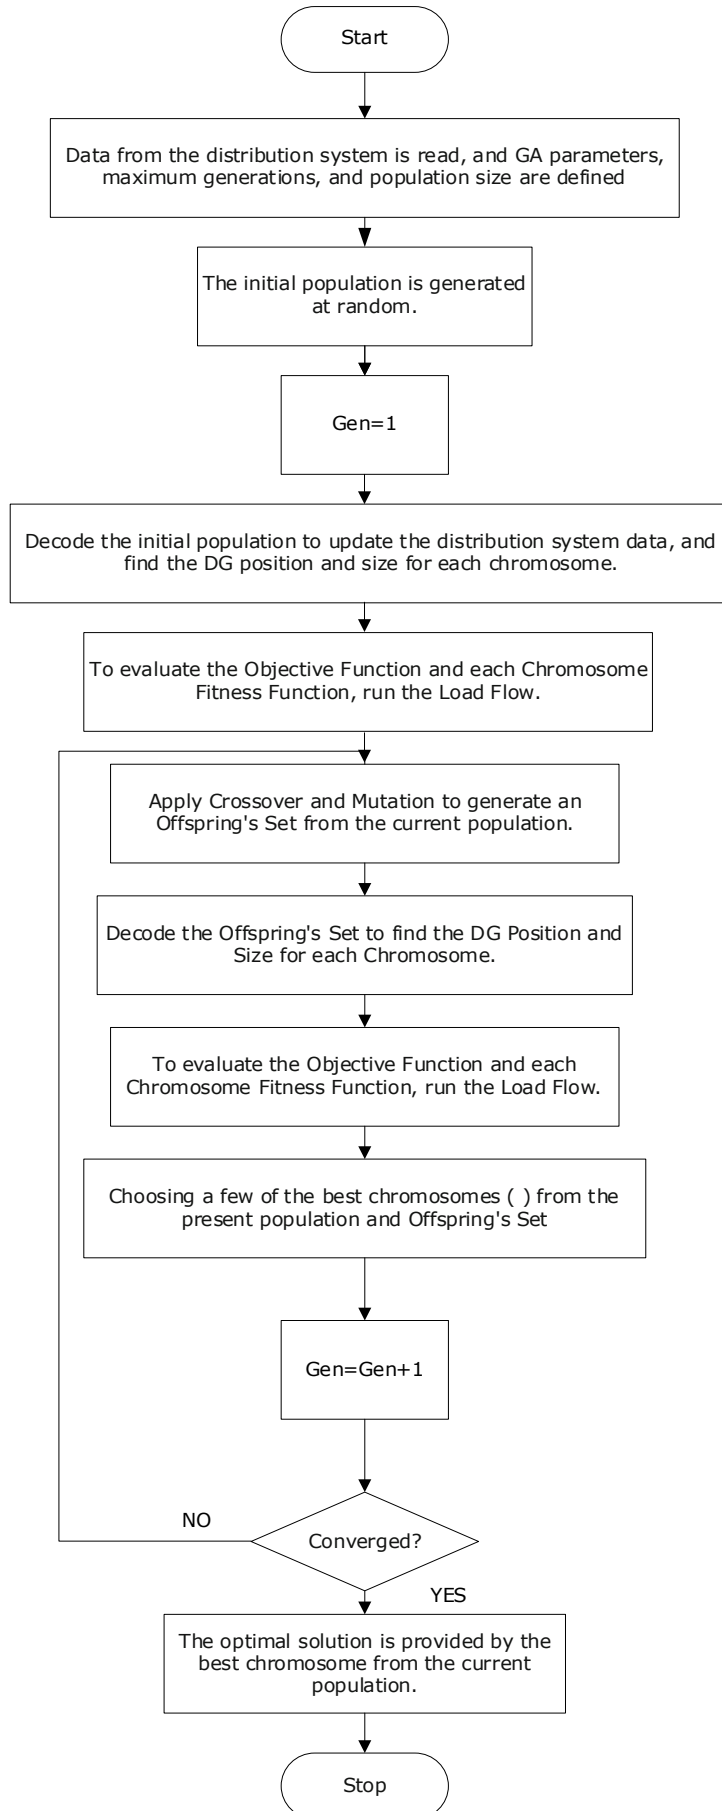 Start
Data from the distribution system is read, and GA parameters,
maximum generations, and population size are defined
The initial population is generated
at random.
Gen=1
Decode the initial population to update the distribution system data, and
find the DG position and size for each chromosome.
To evaluate the Objective Function and each Chromosome
Fitness Function, run the Load Flow.
Apply Crossover and Mutation to generate an
Offspring's Set from the current population.
Decode the Offspring's Set to find the DG Position and
Size for each Chromosome.
To evaluate the Objective Function and each
Chromosome Fitness Function, run the Load Flow.
Choosing a few of the best chromosomes ( ) from the
present population and Offspring's Set
Gen=Gen+1
NO
Converged?
YES
The optimal solution is provided by the
best chromosome from the current
population.
Stop